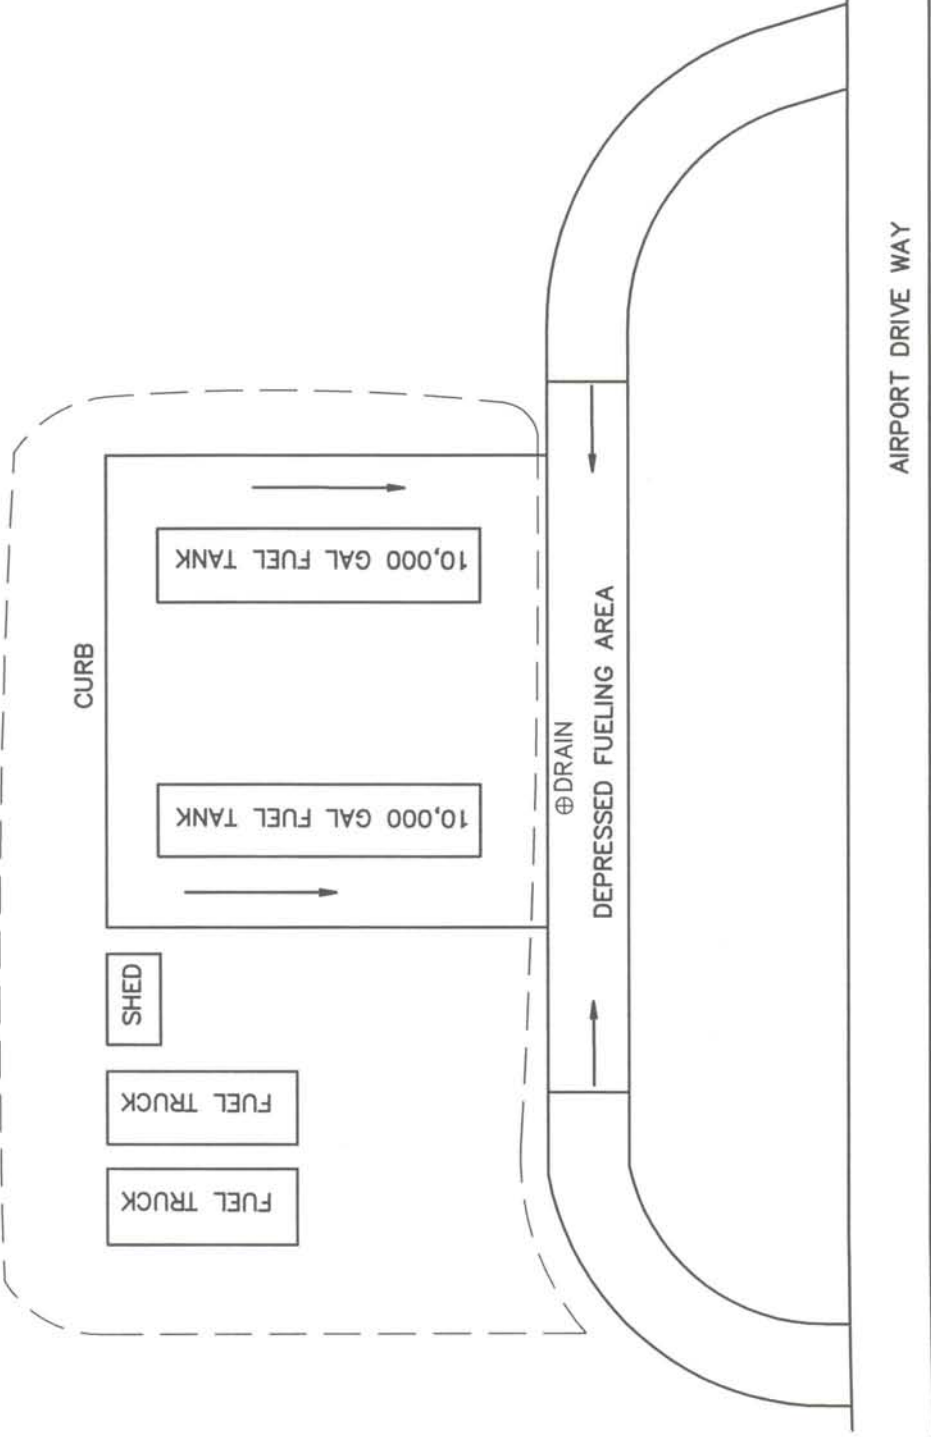 AIRPORT DRIVE WAY
CURB
10,000 GAL FUEL TANK
10,000 GAL FUEL TANK
⊕DRAIN
DEPRESSED FUELING AREA
SHED
FUEL TRUCK
FUEL TRUCK